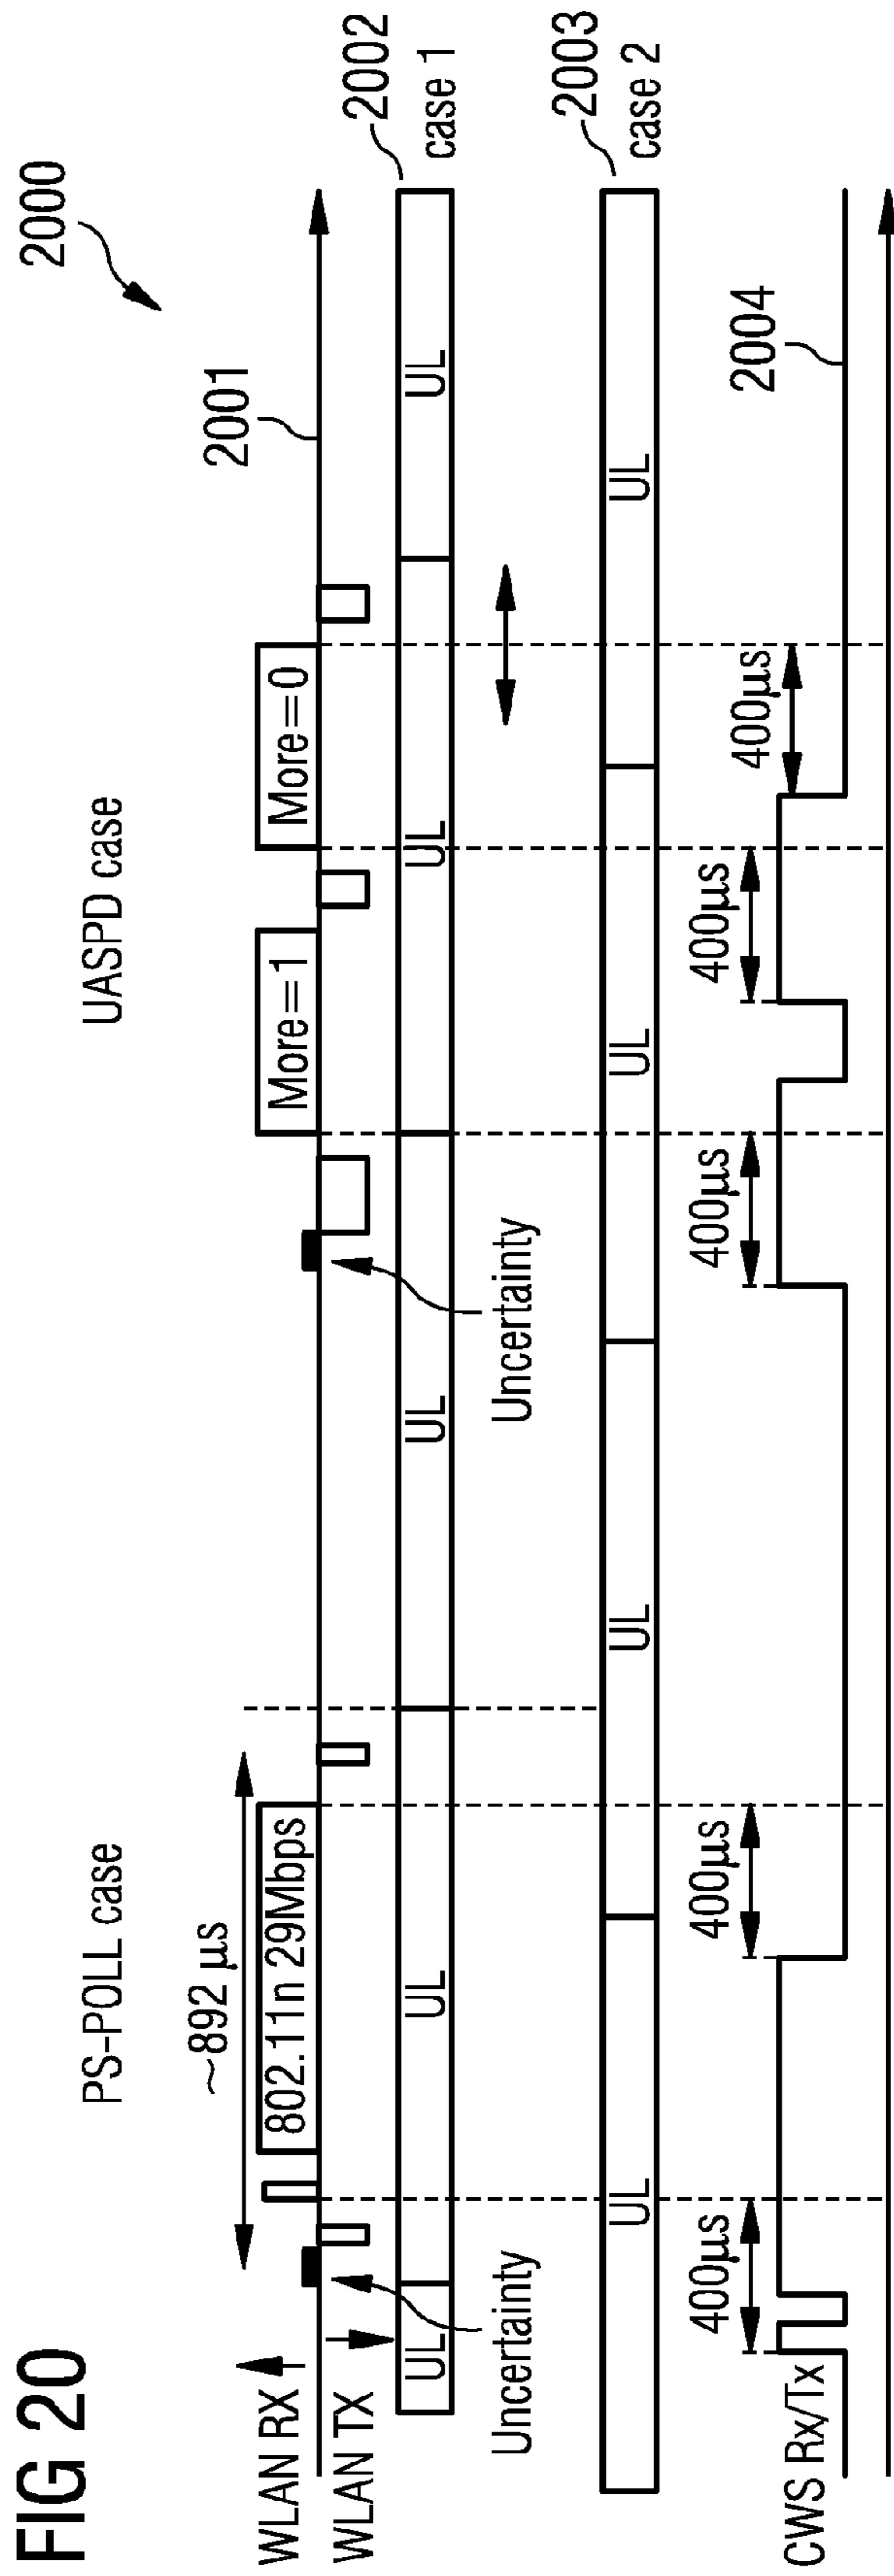 FIG 20
2000
PS-POLL case
UASPD case
~892 µs
2001
WLAN RX
802.11n 29Mbps
More=1
More=0
WLAN TX
2002
case 1
UL
UL
UL
UL
UL
Uncertainty
Uncertainty
2003
case 2
UL
UL
UL
UL
400µs
400µs
400µs
400µs
400µs
2004
CWS Rx/Tx